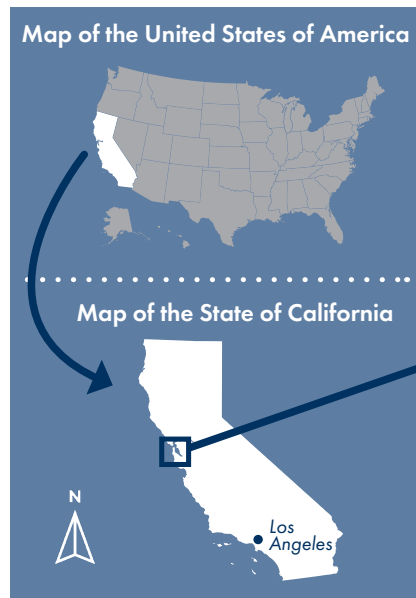 Map of the United States of America
Map of the State of California
N
Los
Angeles